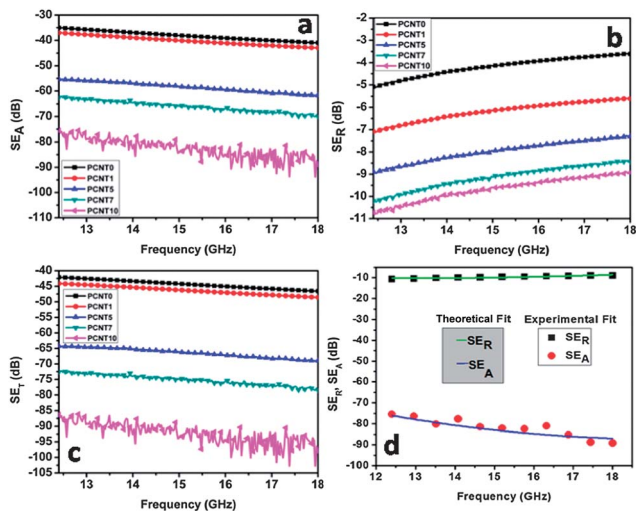 a
-30
-40
-50
-60
-70
-80
-90
-100
-110
SE_A (dB)
PCNT0
PCNT1
PCNT5
PCNT7
PCNT10
13 14 15 16 17 18
Frequency (GHz)
b
-2
-3
-4
-5
-6
-7
-8
-9
-10
-11
SE_R (dB)
PCNT0
PCNT1
PCNT5
PCNT7
PCNT10
13 14 15 16 17 18
Frequency (GHz)
c
-40
-45
-50
-55
-60
-65
-70
-75
-80
-85
-90
-95
-100
-105
SE_T (dB)
PCNT0
PCNT1
PCNT5
PCNT7
PCNT10
13 14 15 16 17 18
Frequency (GHz)
d
-10
-20
-30
-40
-50
-60
-70
-80
-90
-100
SE_R, SE_A (dB)
Theoretical Fit
SE_R
SE_A
Experimental Fit
SE_R
SE_A
12 13 14 15 16 17 18
Frequency (GHz)